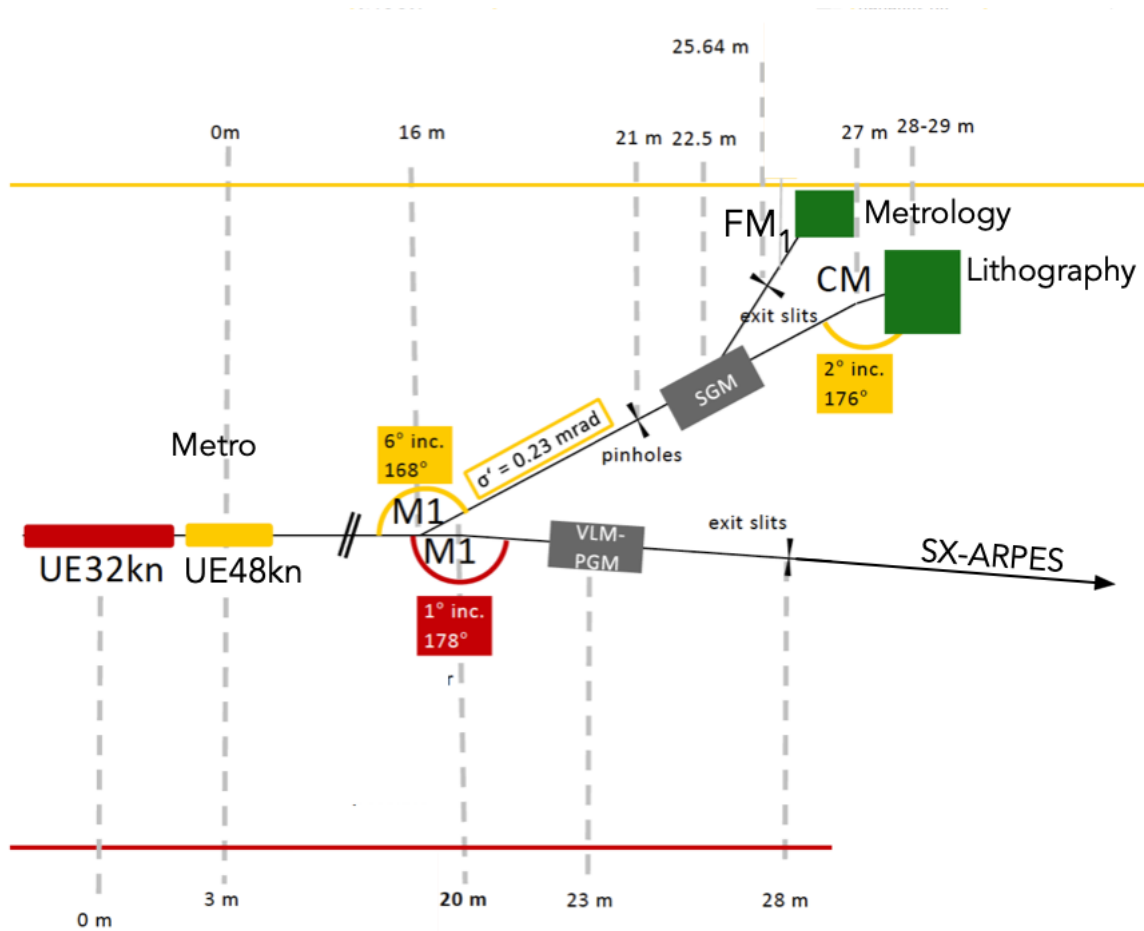 25.64 m
0m
16 m
21 m
22.5 m
27 m
28-29 m
FM1
Metrology
CM
Lithography
exit slits
SGM
2° inc.
176°
Metro
6° inc.
168°
σ' = 0.23 mrad
pinholes
M1
M1
UE32kn
UE48kn
VLM-
PGM
exit slits
SX-ARPES
1° inc.
178°
r
0 m
3 m
20 m
23 m
28 m